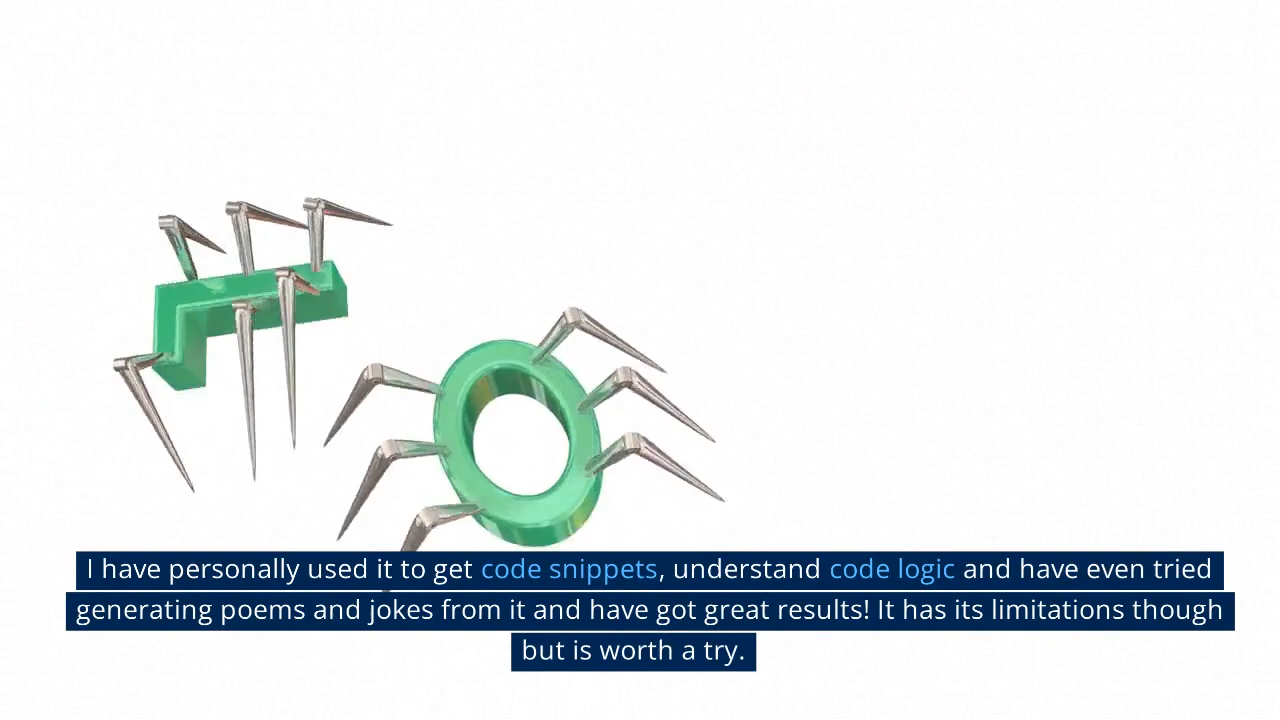 I have personally used it to get code snippets, understand code logic and have even tried
generating poems and jokes from it and have got great results! It has its limitations though
but is worth a try.